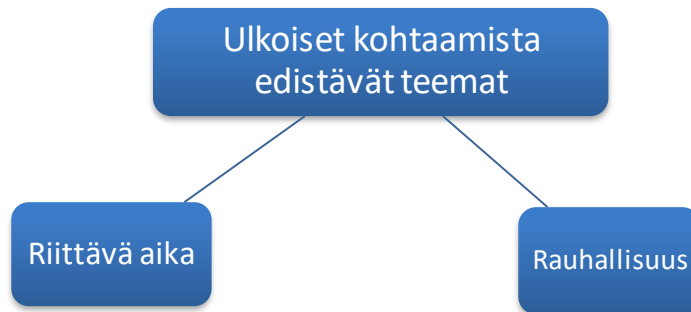 Ulkoiset kohtaamista
edistävät teemat
Riittävä aika
Rauhallisuus